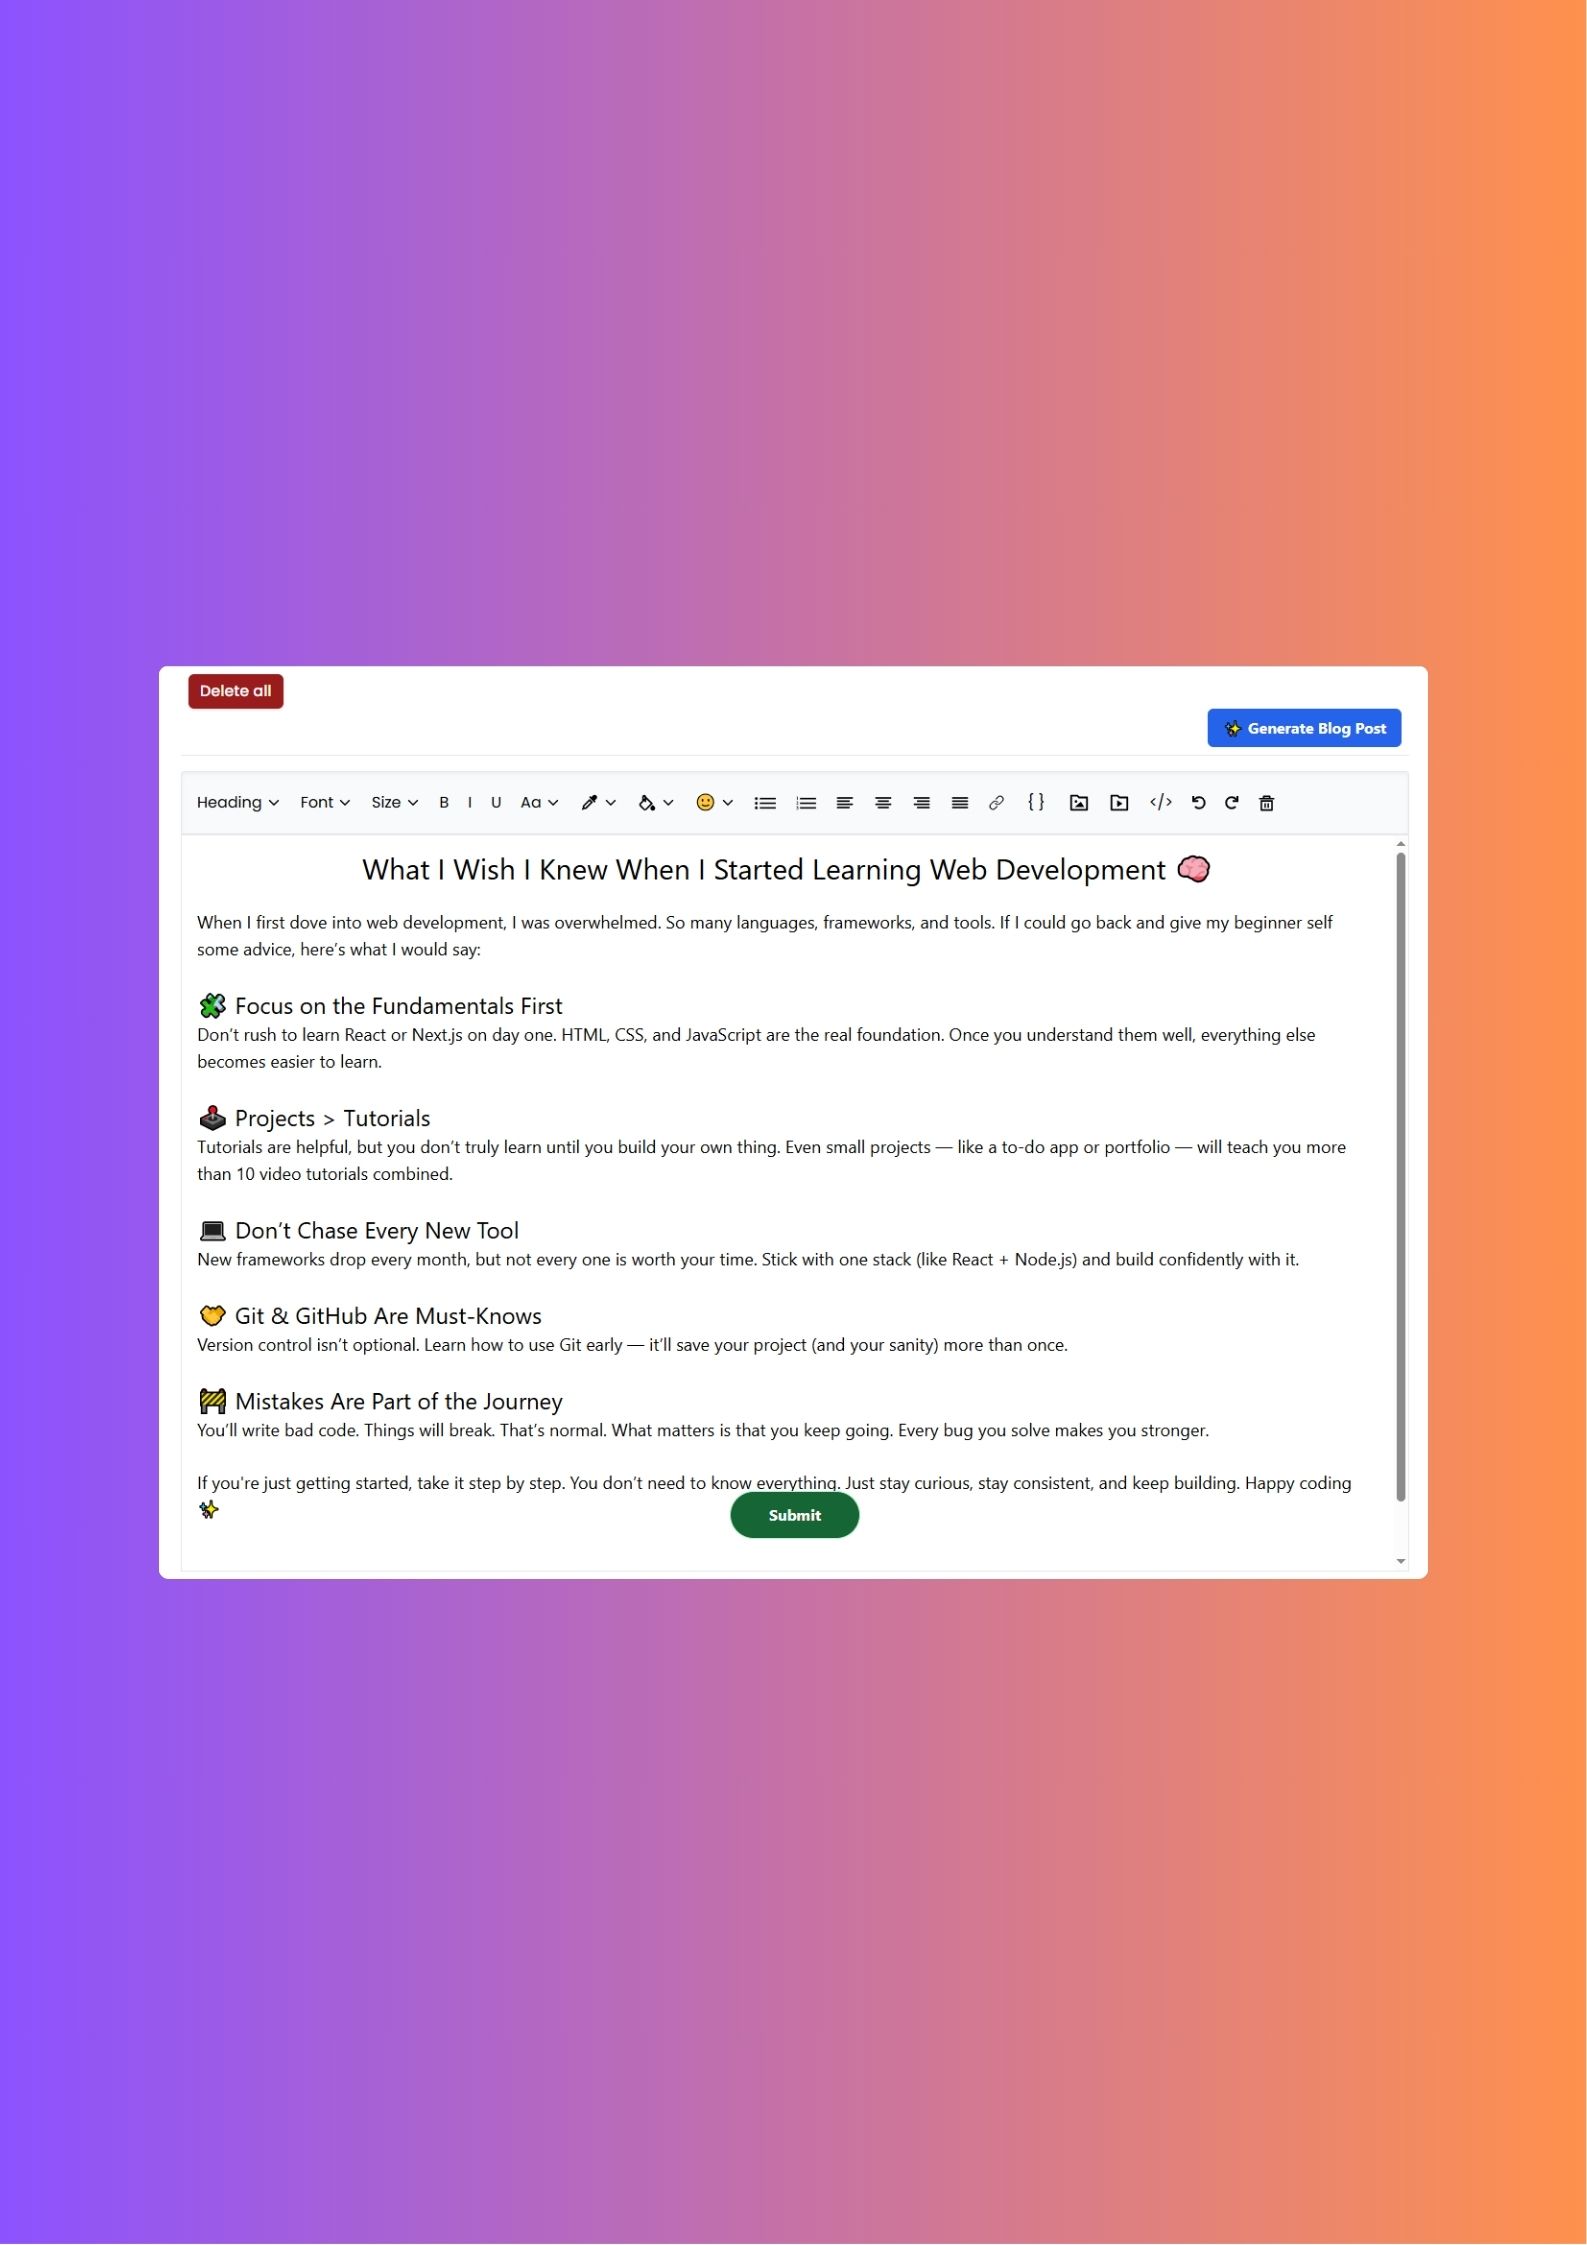 Delete all
✨ Generate Blog Post
Heading Font Size B I U Aa
What I Wish I Knew When I Started Learning Web Development 🧠
When I first dove into web development, I was overwhelmed. So many languages, frameworks, and tools. If I could go back and give my beginner self
some advice, here’s what I would say:
🧩 Focus on the Fundamentals First
Don’t rush to learn React or Next.js on day one. HTML, CSS, and JavaScript are the real foundation. Once you understand them well, everything else
becomes easier to learn.
🕹️ Projects > Tutorials
Tutorials are helpful, but you don’t truly learn until you build your own thing. Even small projects — like a to-do app or portfolio — will teach you more
than 10 video tutorials combined.
💻 Don’t Chase Every New Tool
New frameworks drop every month, but not every one is worth your time. Stick with one stack (like React + Node.js) and build confidently with it.
🤝 Git & GitHub Are Must-Knows
Version control isn’t optional. Learn how to use Git early — it’ll save your project (and your sanity) more than once.
🚧 Mistakes Are Part of the Journey
You’ll write bad code. Things will break. That’s normal. What matters is that you keep going. Every bug you solve makes you stronger.
If you're just getting started, take it step by step. You don’t need to know everything. Just stay curious, stay consistent, and keep building. Happy coding
✨
Submit